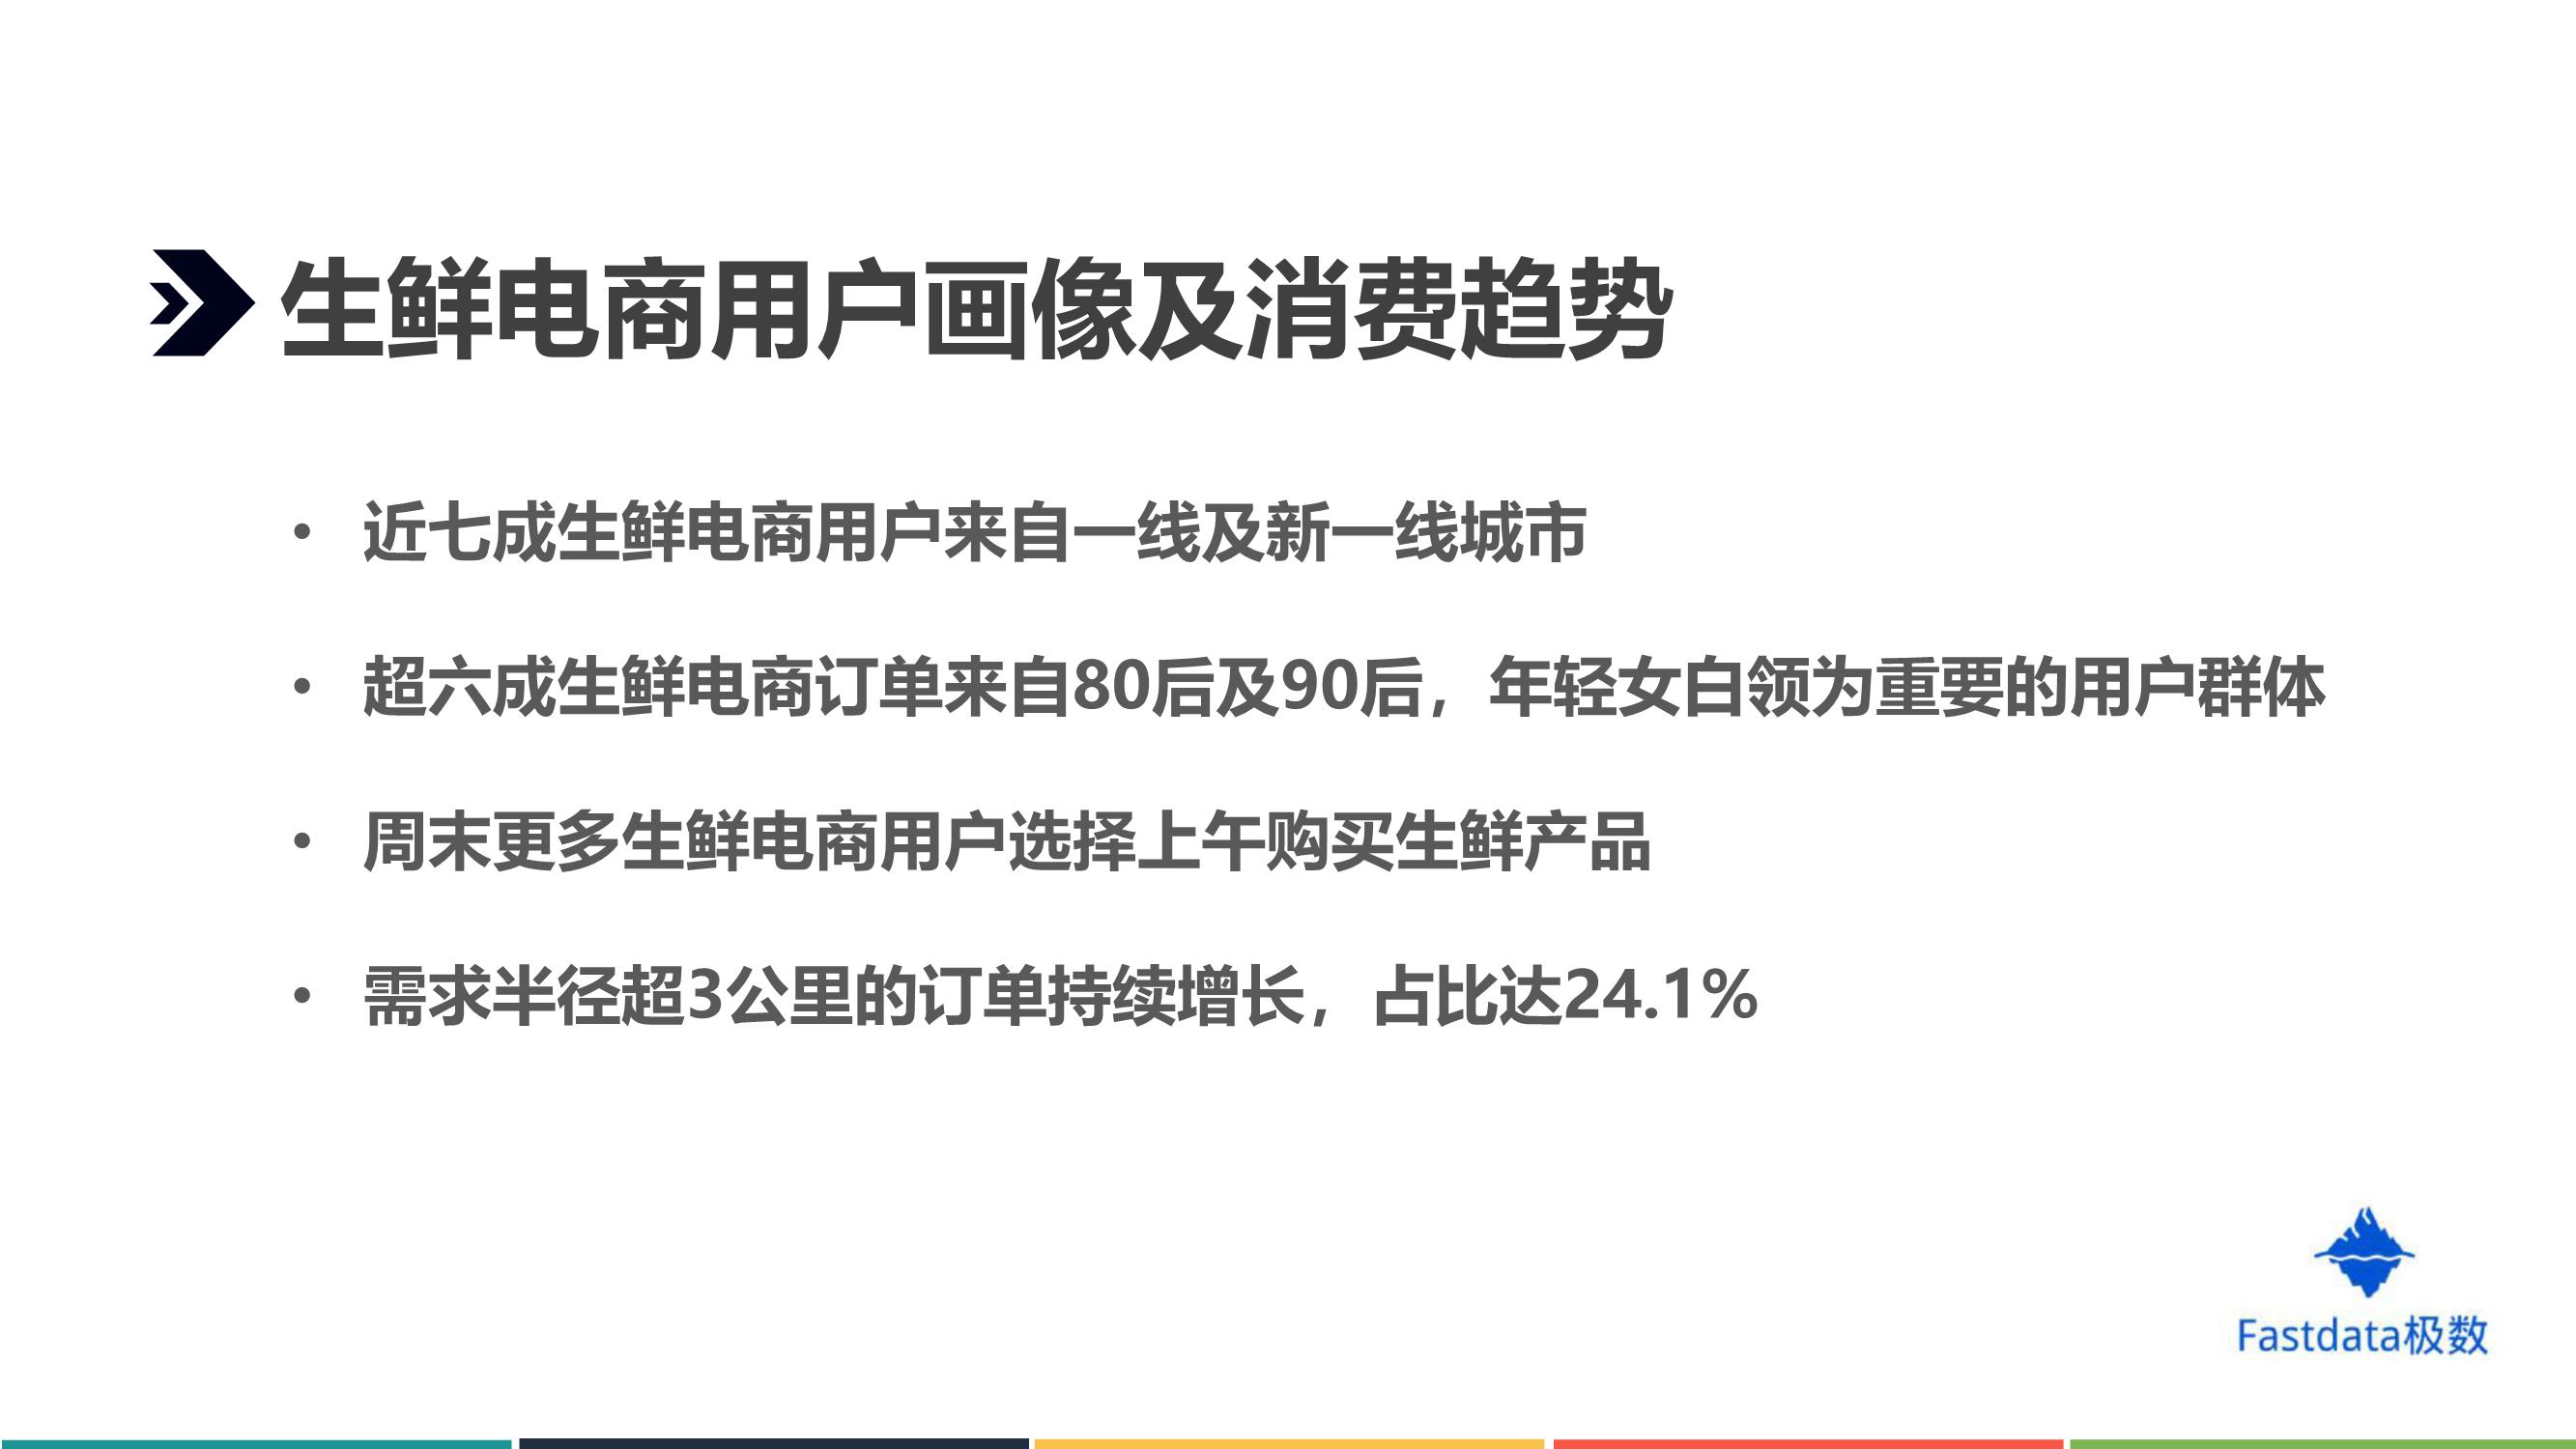 生鲜电商用户画像及消费趋势
• 近七成生鲜电商用户来自一线及新一线城市
• 超六成生鲜电商订单来自80后及90后，年轻女白领为重要的用户群体
• 周末更多生鲜电商用户选择上午购买生鲜产品
• 需求半径超3公里的订单持续增长，占比达24.1%
Fastdata极数